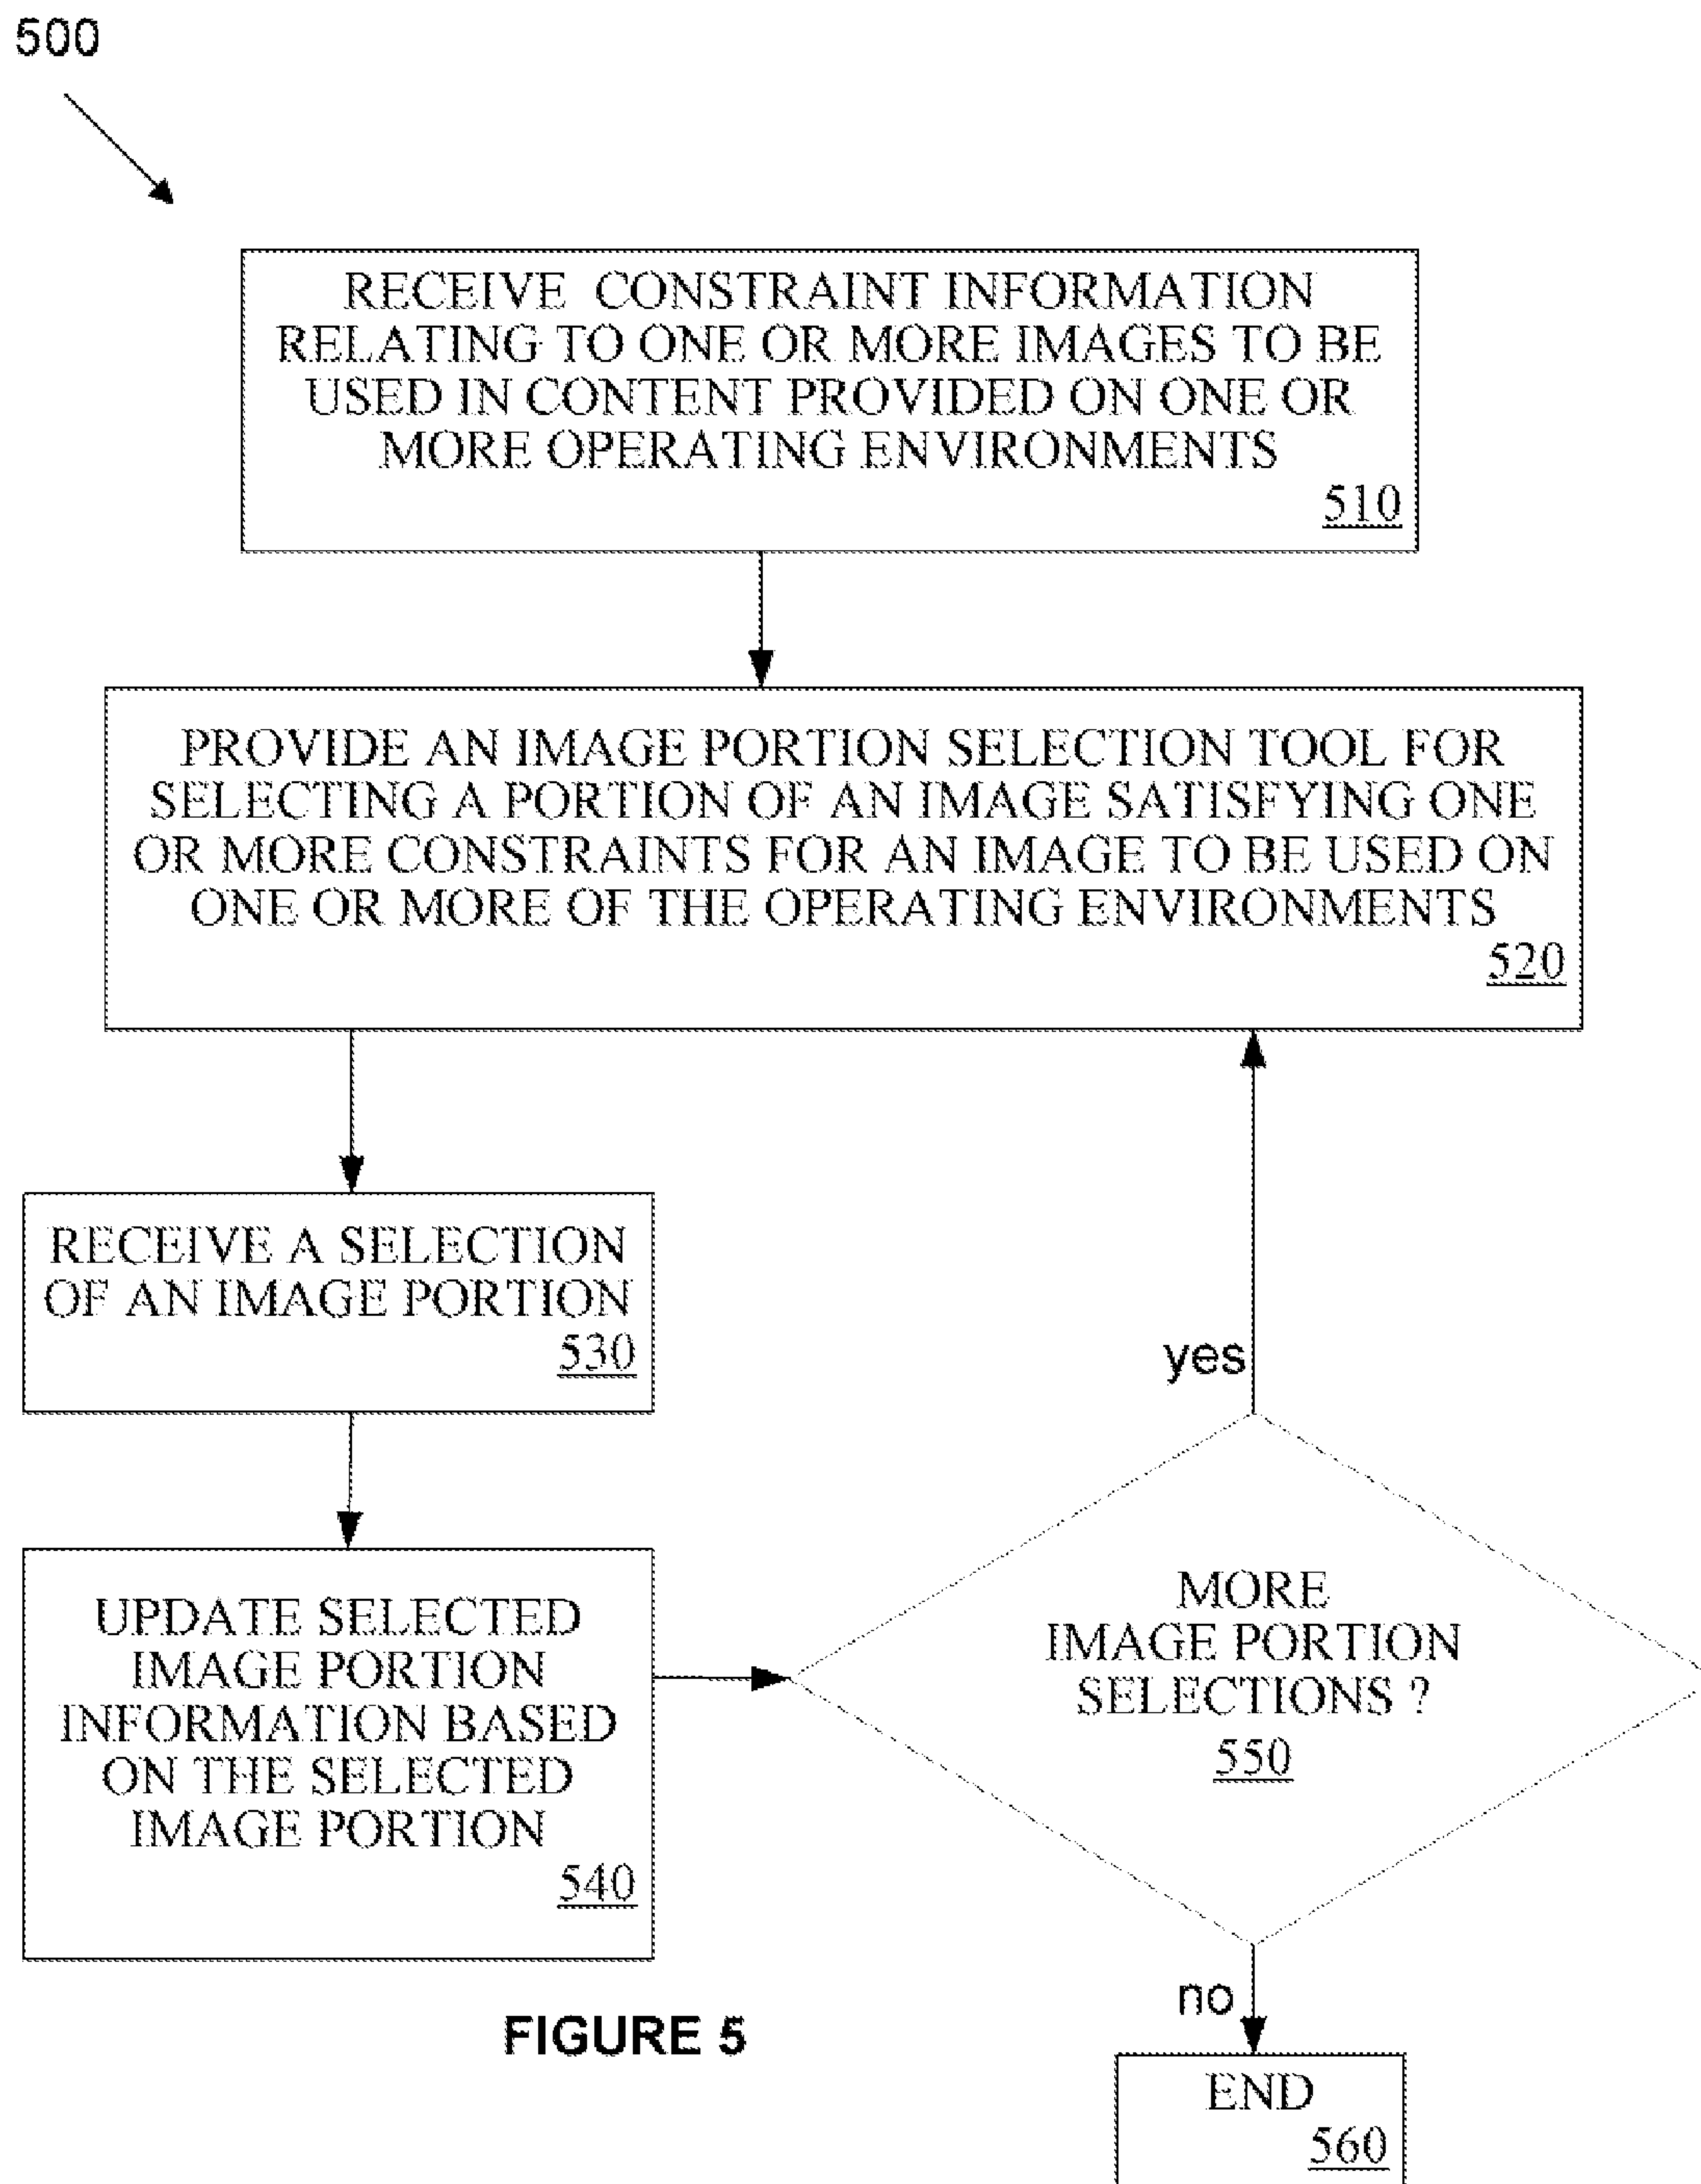 500
RECEIVE CONSTRAINT INFORMATION
RELATING TO ONE OR MORE IMAGES TO BE
USED IN CONTENT PROVIDED ON ONE OR
MORE OPERATING ENVIRONMENTS
510
PROVIDE AN IMAGE PORTION SELECTION TOOL FOR
SELECTING A PORTION OF AN IMAGE SATISFYING ONE
OR MORE CONSTRAINTS FOR AN IMAGE TO BE USED ON
ONE OR MORE OF THE OPERATING ENVIRONMENTS
520
RECEIVE A SELECTION
OF AN IMAGE PORTION
530
yes
UPDATE SELECTED
IMAGE PORTION
INFORMATION BASED
ON THE SELECTED
IMAGE PORTION
540
MORE
IMAGE PORTION
SELECTIONS ?
550
no
FIGURE 5
END
560